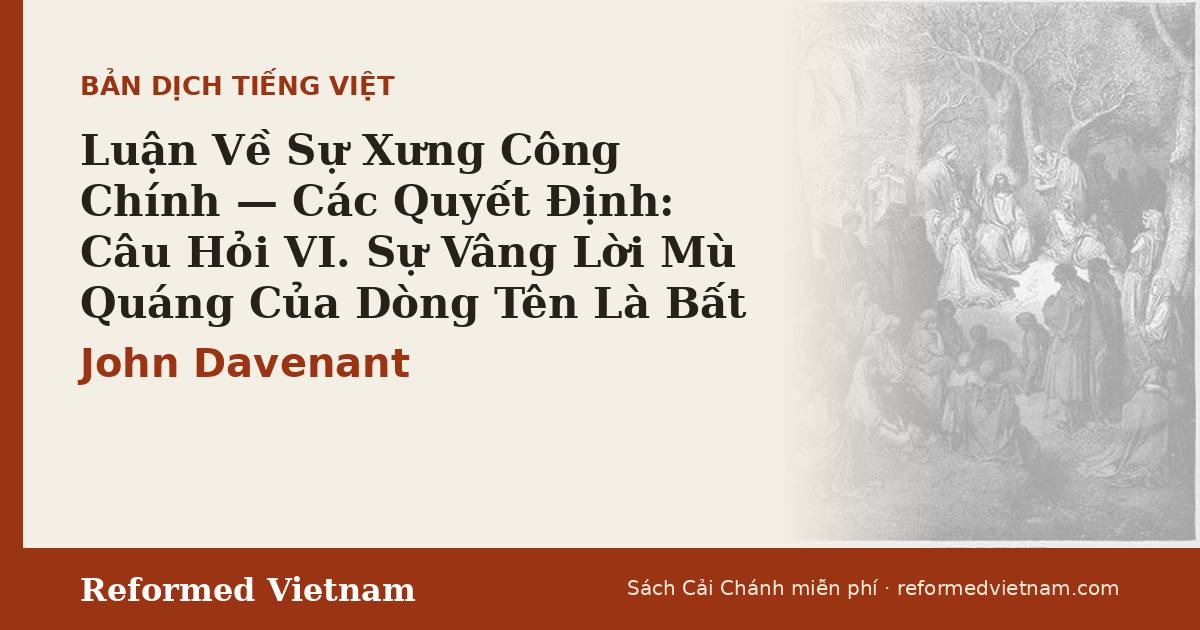 BẢN DỊCH TIẾNG VIỆT
Luận Về Sự Xưng Công
Chính — Các Quyết Định:
Câu Hỏi VI. Sự Vâng Lời Mù
Quáng Của Dòng Tên Là Bất
John Davenant
Reformed Vietnam
Sách Cải Chánh miễn phí · reformedvietnam.com